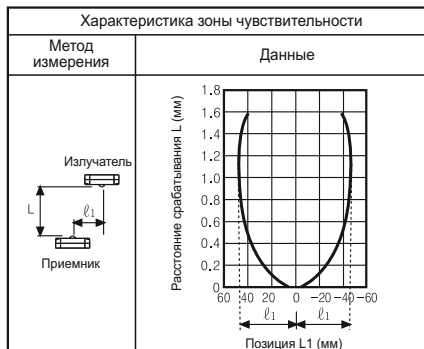 Характеристика зоны чувствительности
Метод
измерения
Данные
Излучатель
L
ℓ1
Приемник
Расстояние срабатывания L (мм)
1.8
1.6
1.4
1.2
1.0
0.8
0.6
0.4
0.2
0
60 40 20 0 -20 -40 -60
ℓ1 ℓ1
Позиция L1 (мм)